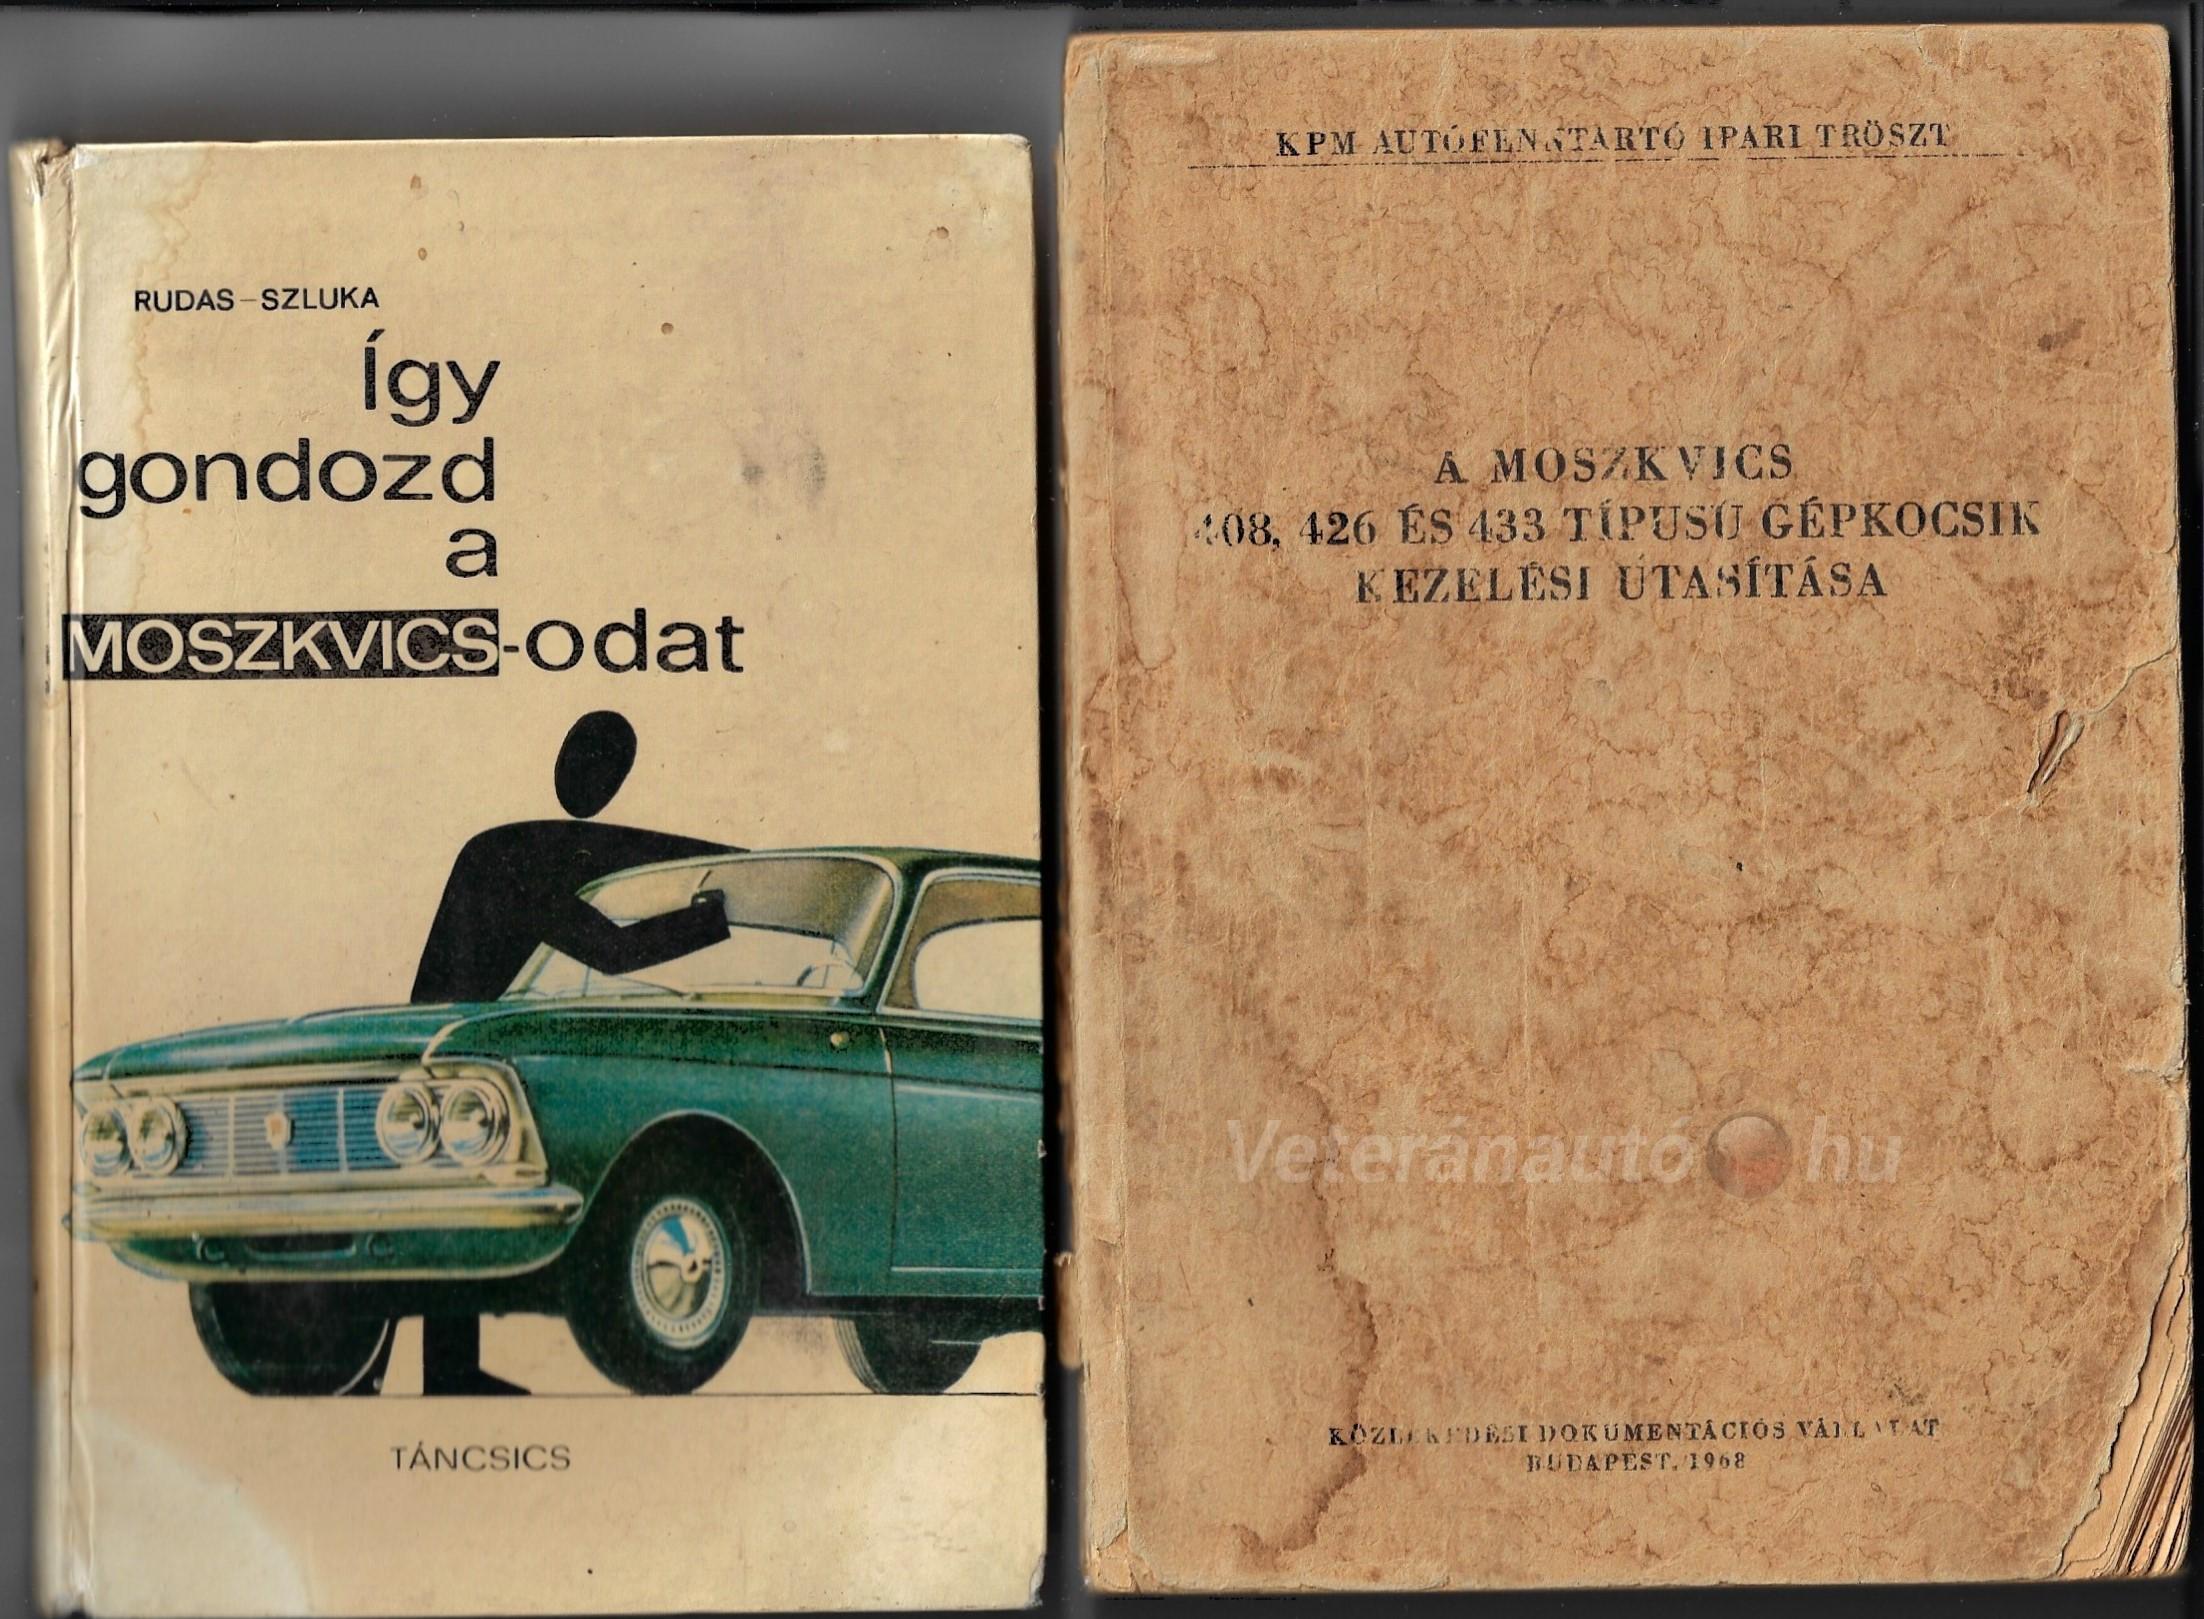 RUDAS-SZLUKA
Így
gondozd
a
MOSZKVICS-odat
TÁNCSICS
KPM AUTÓFENNTARTÓ IPARI TRÖSZT
A MOSZKVICS
408, 426 ÉS 433 TÍPUSÚ GÉPKOCSIK
KEZELÉSI UTASÍTÁSA
Veteránautó hu
KÖZLEKEDÉSI DOKUMENTÁCIÓS VÁLLALAT
BUDAPEST, 1968